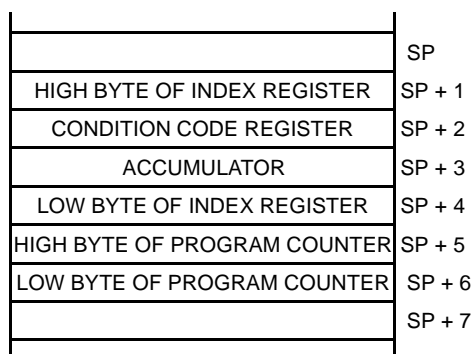 SP
HIGH BYTE OF INDEX REGISTER SP + 1
CONDITION CODE REGISTER SP + 2
ACCUMULATOR SP + 3
LOW BYTE OF INDEX REGISTER SP + 4
HIGH BYTE OF PROGRAM COUNTER SP + 5
LOW BYTE OF PROGRAM COUNTER SP + 6
SP + 7